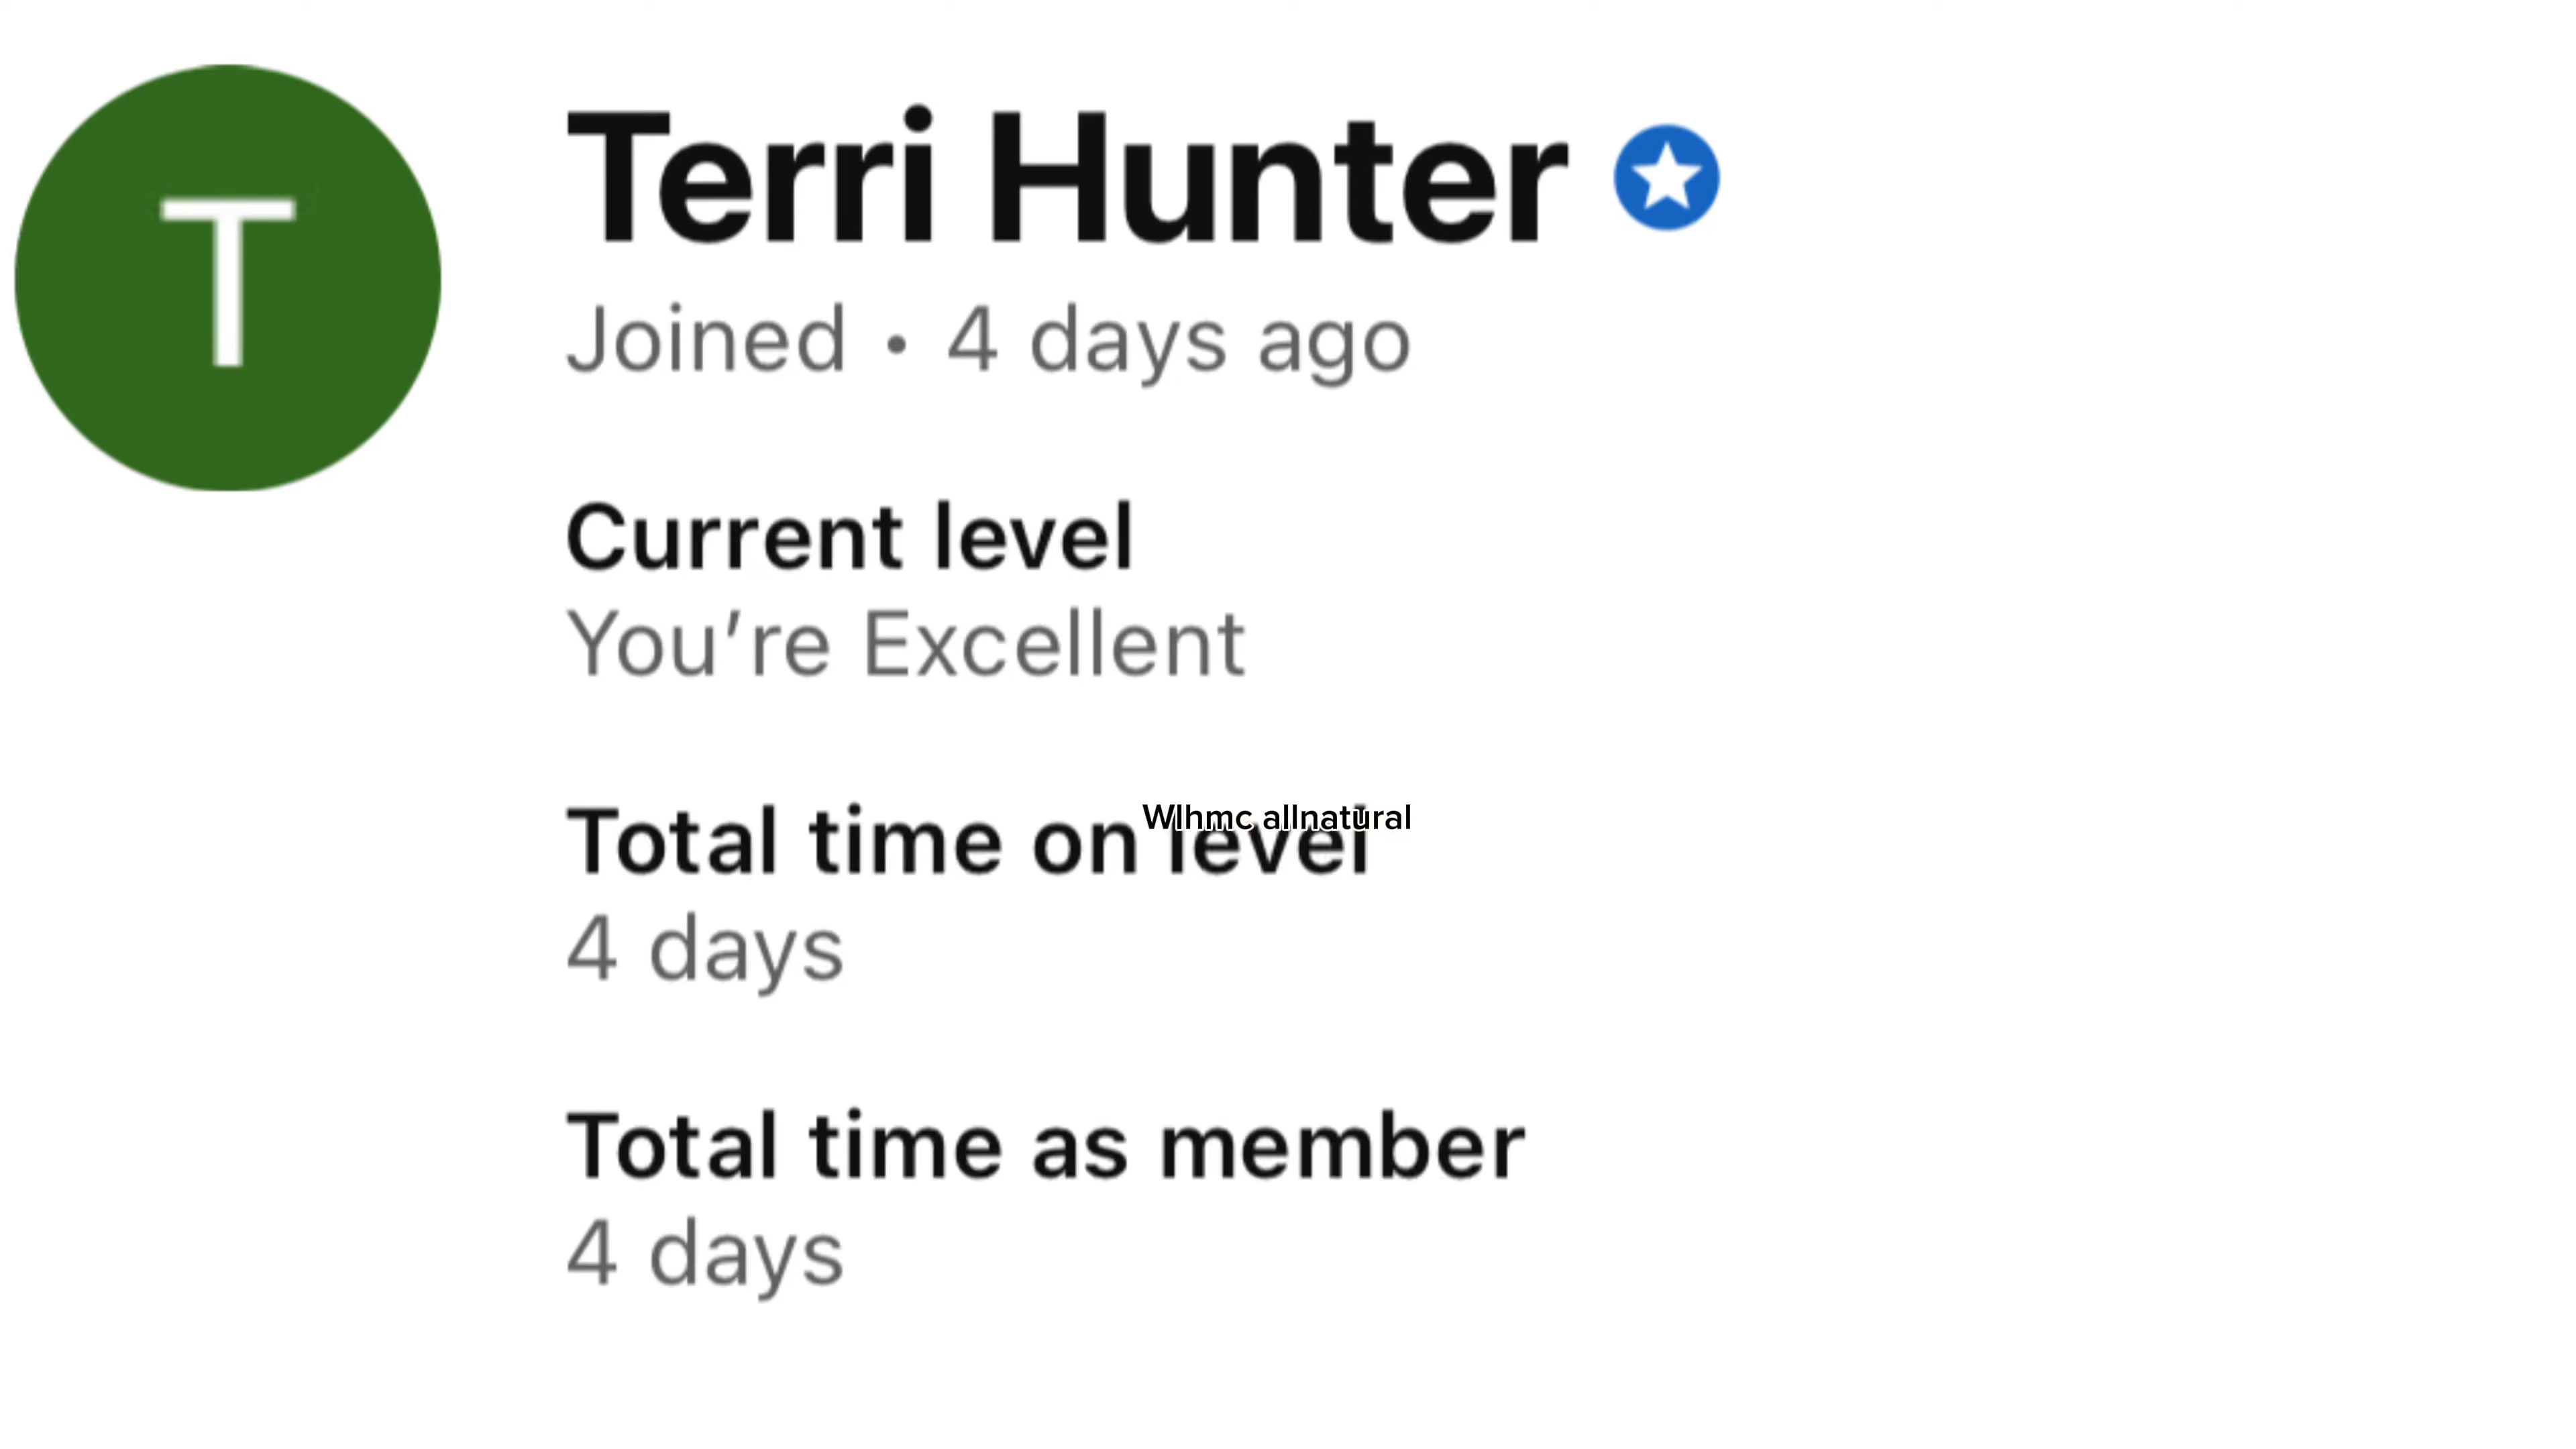 T
Terri Hunter
Joined • 4 days ago
Current level
You’re Excellent
Wlhmc allnatural
Total time on level
4 days
Total time as member
4 days